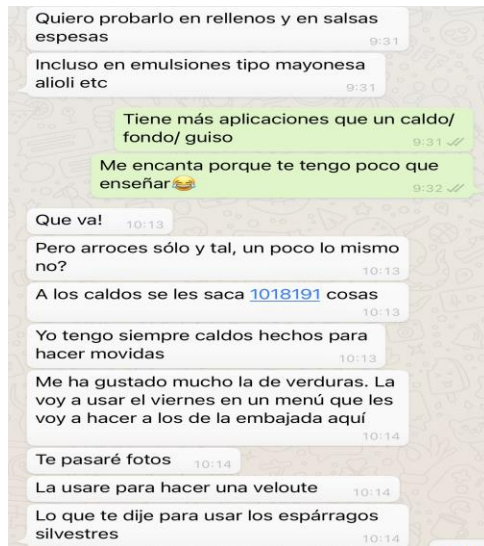 Quiero probarlo en rellenos y en salsas
espesas
9:31
Incluso en emulsiones tipo mayonesa
alioli etc
9:31
Tiene más aplicaciones que un caldo/
fondo/ guiso
9:31
Me encanta porque te tengo poco que
enseñar😂
9:32
Que va! 10:13
Pero arroces sólo y tal, un poco lo mismo
no?
10:13
A los caldos se les saca 1018191 cosas
10:13
Yo tengo siempre caldos hechos para
hacer movidas
10:13
Me ha gustado mucho la de verduras. La
voy a usar el viernes en un menú que les
voy a hacer a los de la embajada aquí
10:14
Te pasaré fotos 10:14
La usare para hacer una veloute 10:14
Lo que te dije para usar los espárragos
silvestres
10:14